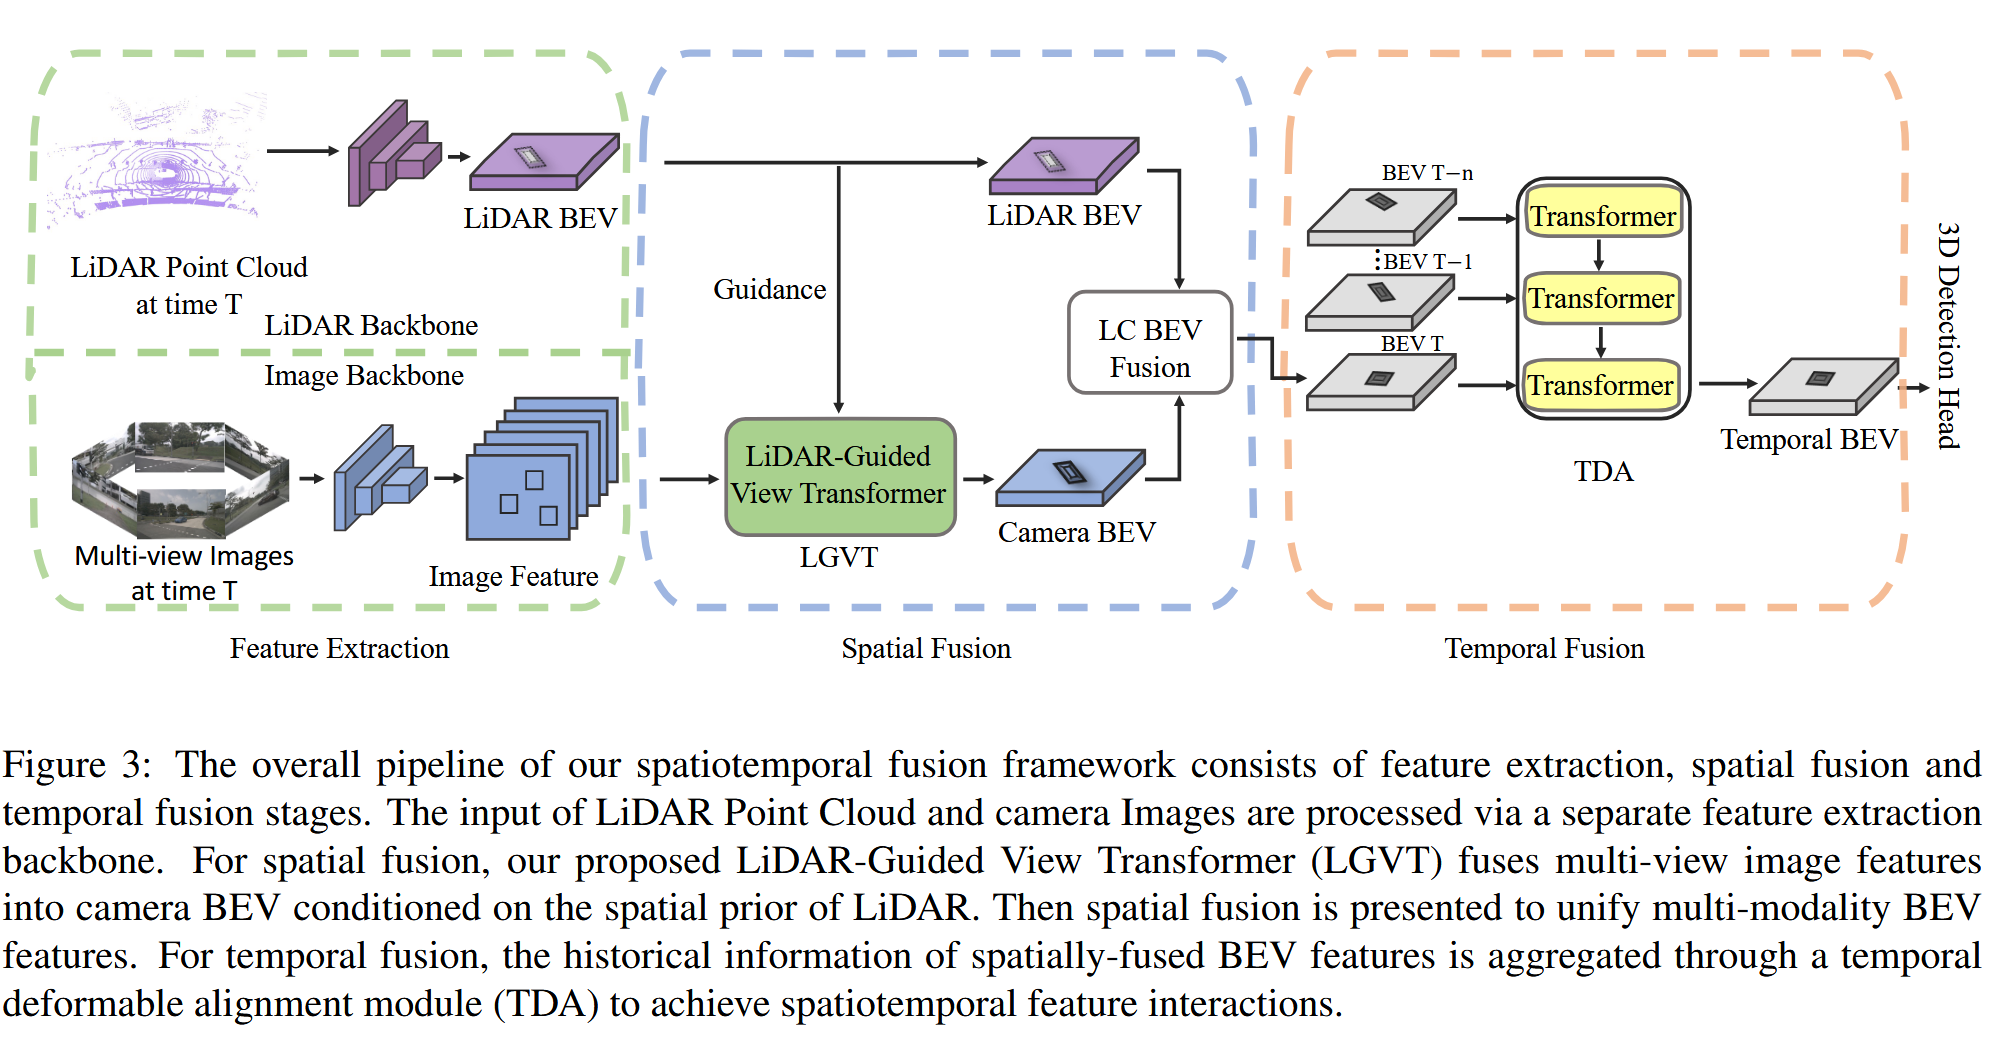 LiDAR Point Cloud
at time T
LiDAR BEV
LiDAR Backbone
Image Backbone
Multi-view Images
at time T
Image Feature
Feature Extraction
Guidance
LiDAR BEV
LC BEV
Fusion
LiDAR-Guided
View Transformer
LGVT
Camera BEV
Spatial Fusion
BEV T−n
BEV T−1
BEV T
Transformer
Transformer
Transformer
TDA
Temporal BEV
Temporal Fusion
3D Detection Head
Figure 3: The overall pipeline of our spatiotemporal fusion framework consists of feature extraction, spatial fusion and
temporal fusion stages. The input of LiDAR Point Cloud and camera Images are processed via a separate feature extraction
backbone. For spatial fusion, our proposed LiDAR-Guided View Transformer (LGVT) fuses multi-view image features
into camera BEV conditioned on the spatial prior of LiDAR. Then spatial fusion is presented to unify multi-modality BEV
features. For temporal fusion, the historical information of spatially-fused BEV features is aggregated through a temporal
deformable alignment module (TDA) to achieve spatiotemporal feature interactions.